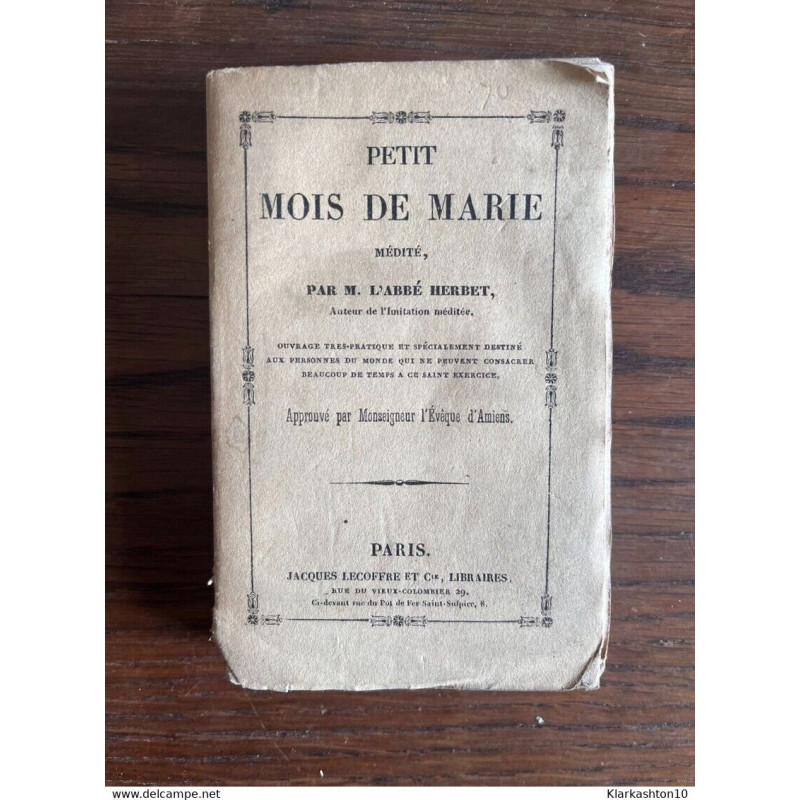 70
PETIT
MOIS DE MARIE
MÉDITÉ,
PAR M. L'ABBÉ HERBET,
Auteur de l'Imitation méditée.
OUVRAGE TRES-PRATIQUE ET SPÉCIALEMENT DESTINÉ
AUX PERSONNES DU MONDE QUI NE PEUVENT CONSACRER
BEAUCOUP DE TEMPS A CE SAINT EXERCICE.
Approuvé par Monseigneur l'Évêque d'Amiens.
PARIS.
JACQUES LECOFFRE ET Cie, LIBRAIRES,
RUE DU VIEUX-COLOMBIER 29,
Ci-devant rue du Pot de Fer Saint-Sulpice, 8.
www.delcampe.net
Klarkashton10